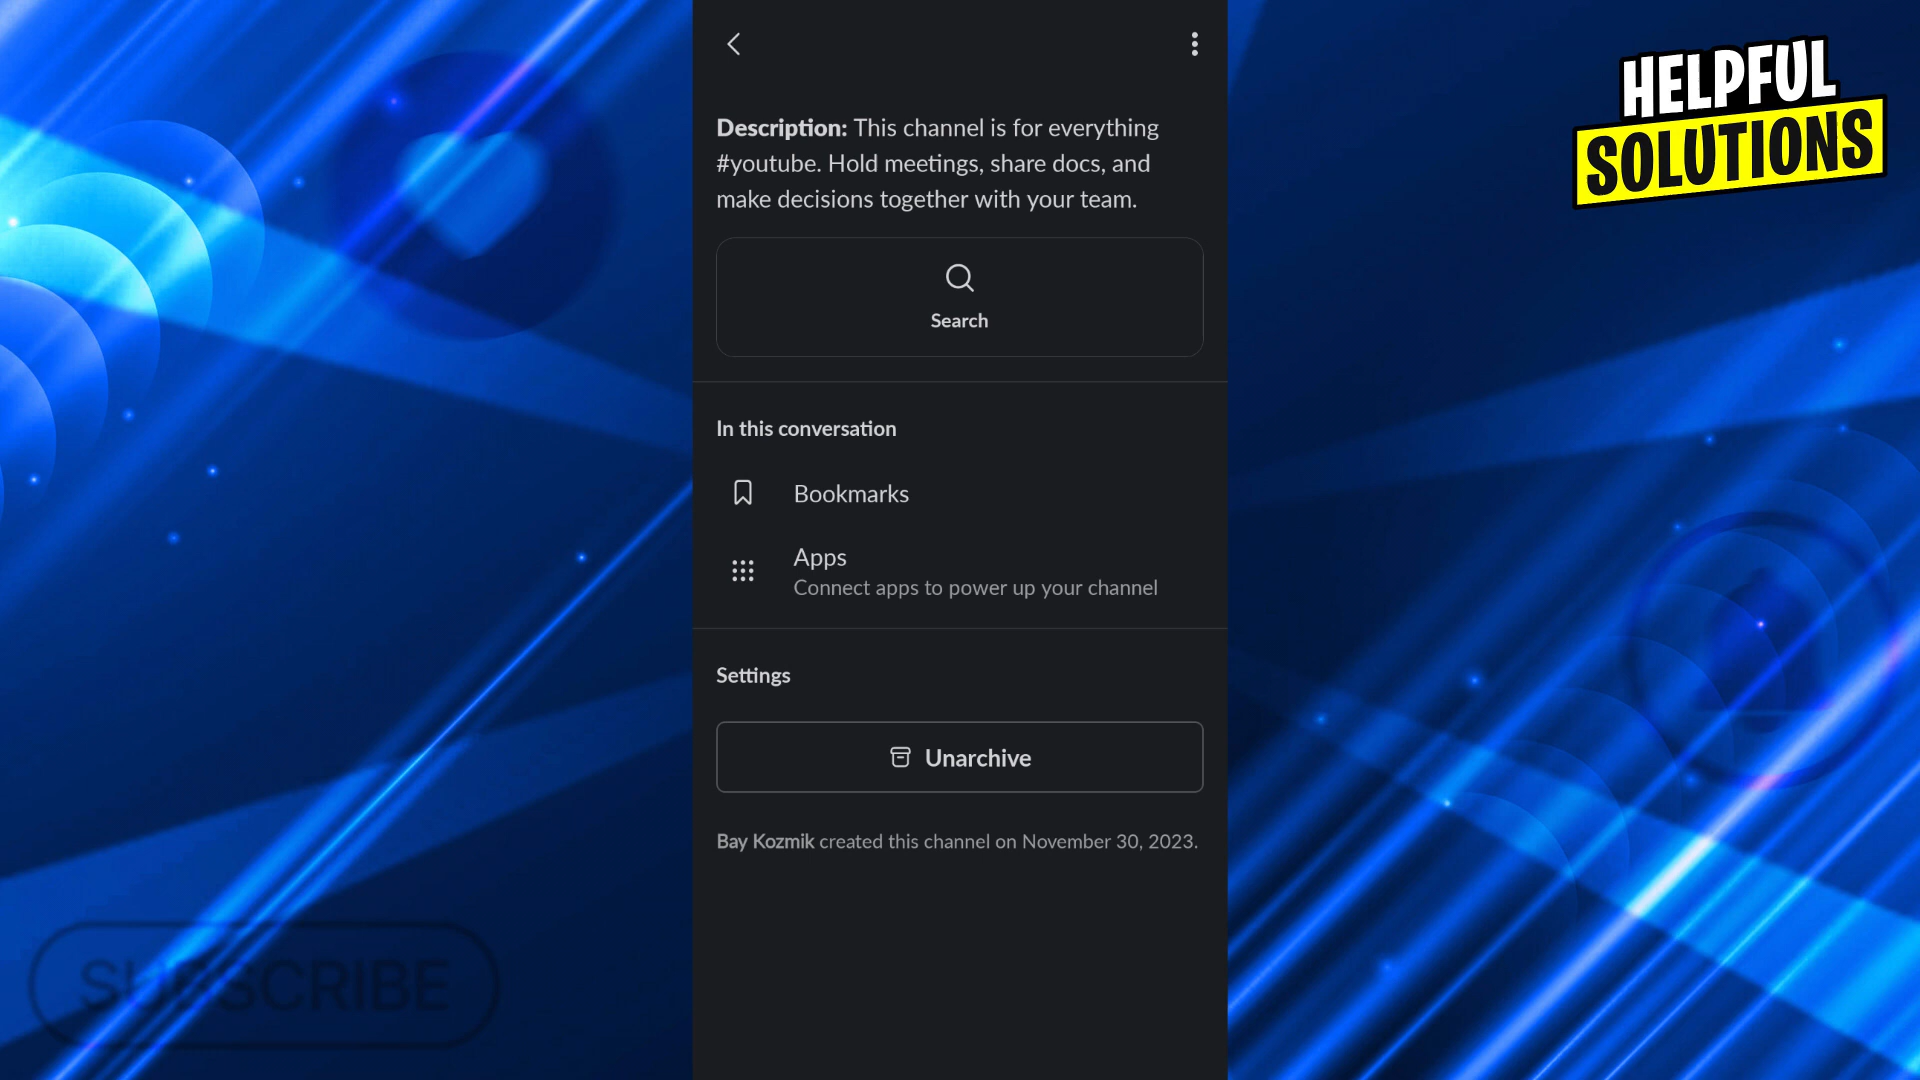 HELPFUL
SOLUTIONS
Description: This channel is for everything
#youtube. Hold meetings, share docs, and
make decisions together with your team.
Search
In this conversation
Bookmarks
Apps
Connect apps to power up your channel
Settings
Unarchive
Bay Kozmik created this channel on November 30, 2023.
SUBSCRIBE